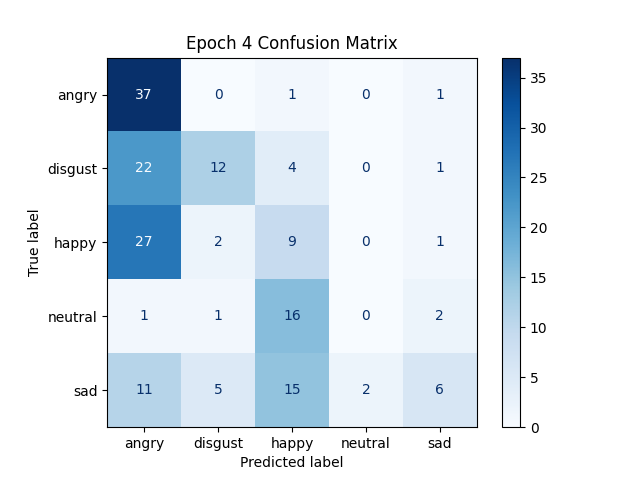 Epoch 4 Confusion Matrix
True label
angry 37 0 1 0 1
disgust 22 12 4 0 1
happy 27 2 9 0 1
neutral 1 1 16 0 2
sad 11 5 15 2 6
angry disgust happy neutral sad
Predicted label
35
30
25
20
15
10
5
0